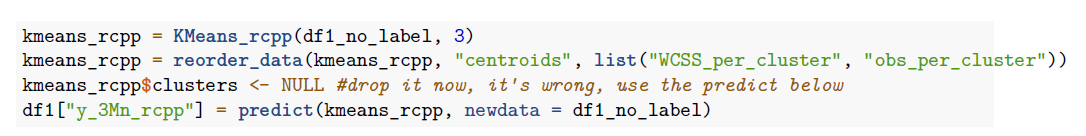 kmeans_rcpp = KMeans_rcpp(df1_no_label, 3)
kmeans_rcpp = reorder_data(kmeans_rcpp, "centroids", list("WCSS_per_cluster", "obs_per_cluster"))
kmeans_rcpp$clusters <- NULL #drop it now, it's wrong, use the predict below
df1["y_3Mn_rcpp"] = predict(kmeans_rcpp, newdata = df1_no_label)